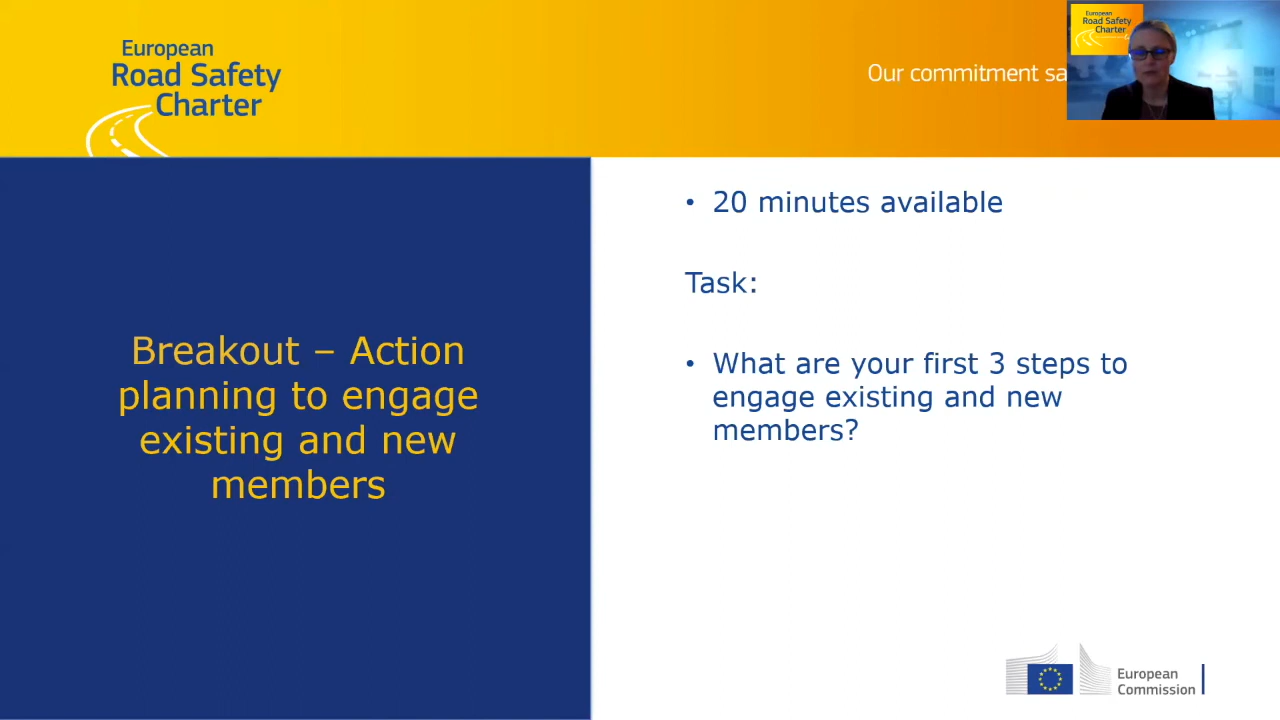 European
Road Safety
Charter
Our commitment sa
European
Road Safety
Charter
Breakout – Action
planning to engage
existing and new
members
• 20 minutes available
Task:
• What are your first 3 steps to
engage existing and new
members?
European
Commission